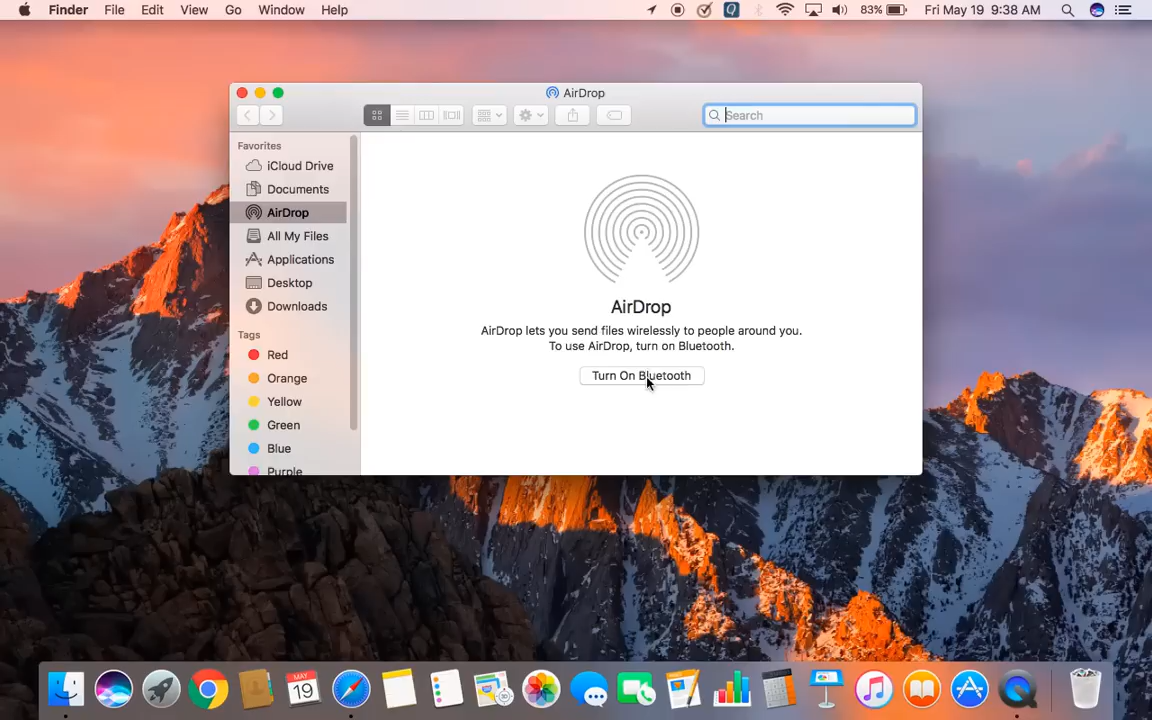 Finder File Edit View Go Window Help 83% Fri May 19 9:38 AM
AirDrop
Search
Favorites
iCloud Drive
Documents
AirDrop
All My Files
Applications
Desktop
Downloads
Tags
Red
Orange
Yellow
Green
Blue
Purple
AirDrop
AirDrop lets you send files wirelessly to people around you.
To use AirDrop, turn on Bluetooth.
Turn On Bluetooth
MAY
19